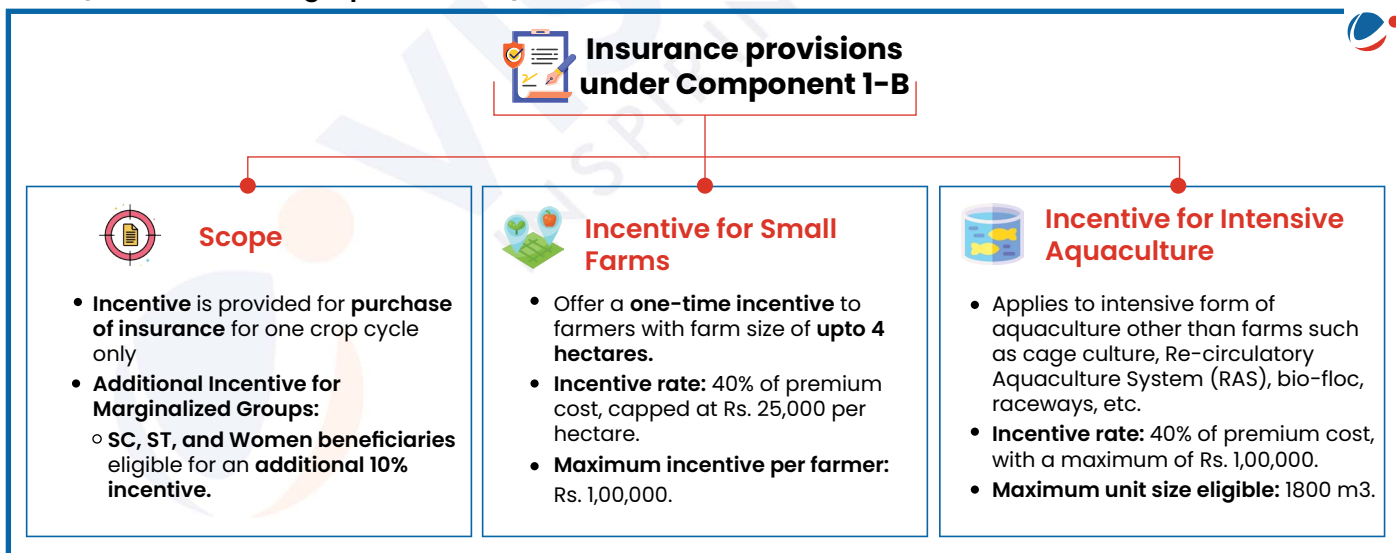 Insurance provisions
under Component 1-B
Scope
• Incentive is provided for purchase
of insurance for one crop cycle
only
• Additional Incentive for
Marginalized Groups:
○ SC, ST, and Women beneficiaries
eligible for an additional 10%
incentive.
Incentive for Small
Farms
• Offer a one-time incentive to
farmers with farm size of upto 4
hectares.
• Incentive rate: 40% of premium
cost, capped at Rs. 25,000 per
hectare.
• Maximum incentive per farmer:
Rs. 1,00,000.
Incentive for Intensive
Aquaculture
• Applies to intensive form of
aquaculture other than farms such
as cage culture, Re-circulatory
Aquaculture System (RAS), bio-floc,
raceways, etc.
• Incentive rate: 40% of premium cost,
with a maximum of Rs. 1,00,000.
• Maximum unit size eligible: 1800 m3.